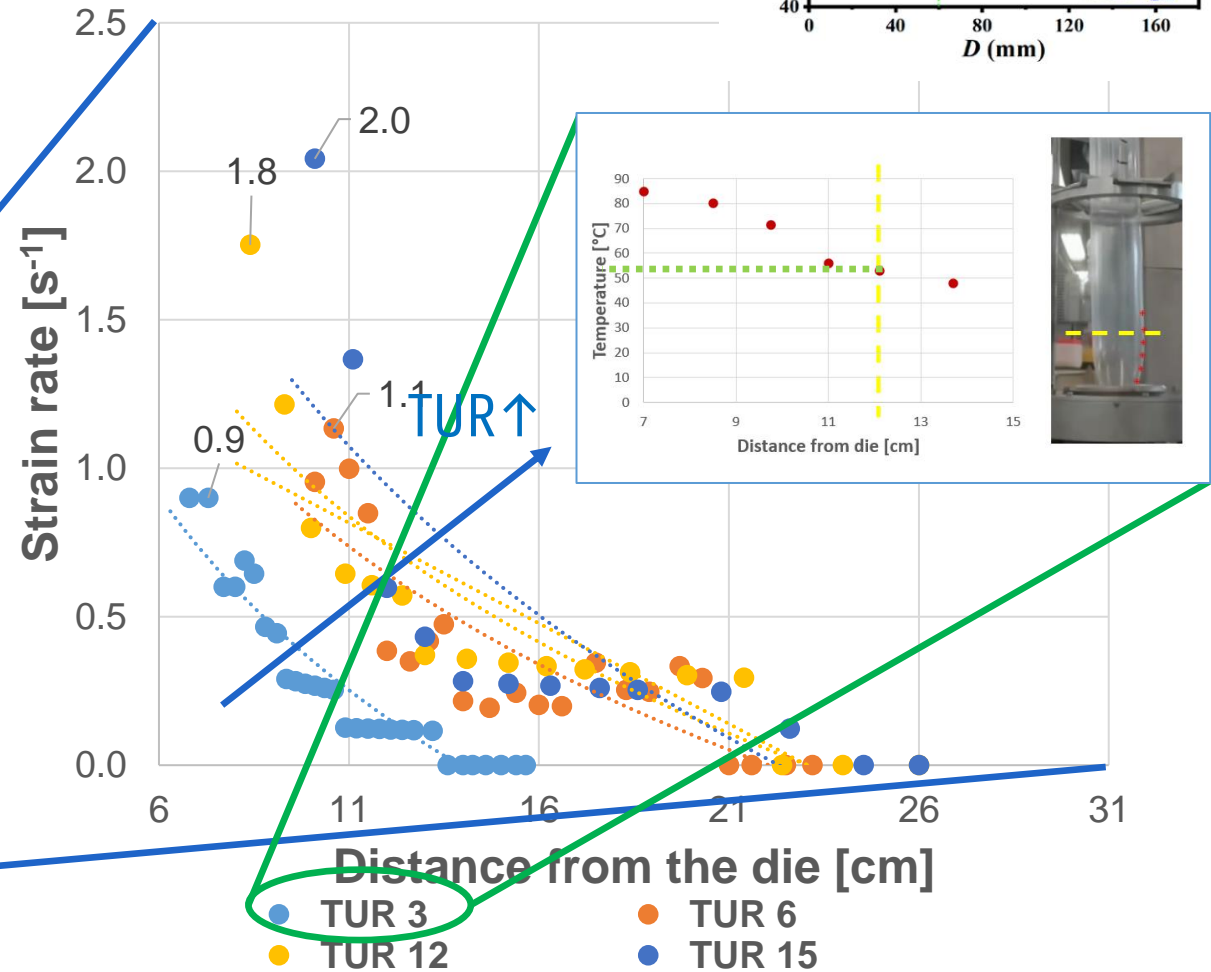 40
0 40 80 120 160
D (mm)
2.5
2.0
1.5
1.0
0.5
0.0
Strain rate [s-1]
2.0
1.8
1.1
0.9
TUR↑
90
80
70
60
50
40
30
20
10
0
Temperature [°C]
7 9 11 13 15
Distance from die [cm]
6 11 16 21 26 31
Distance from the die [cm]
TUR 3 TUR 6
TUR 12 TUR 15